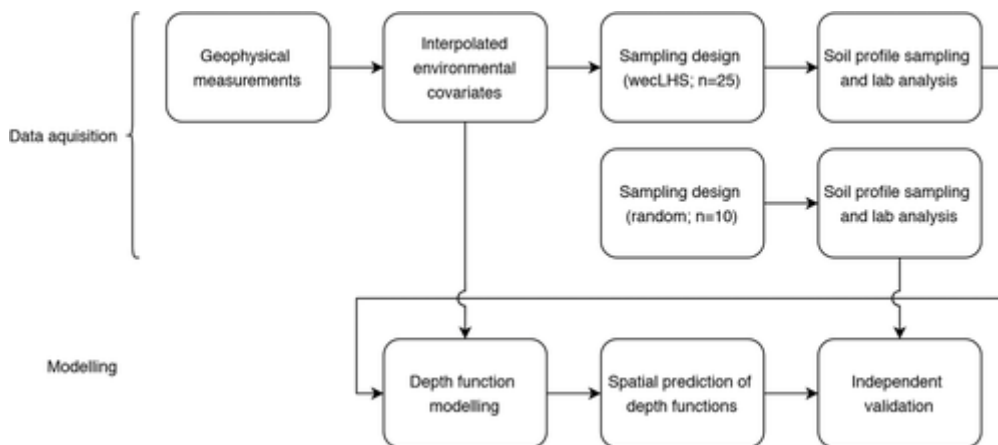 Geophysical
measurements
Interpolated
environmental
covariates
Sampling design
(wecLHS; n=25)
Soil profile sampling
and lab analysis
Data aquisition
Sampling design
(random; n=10)
Soil profile sampling
and lab analysis
Modelling
Depth function
modelling
Spatial prediction of
depth functions
Independent
validation